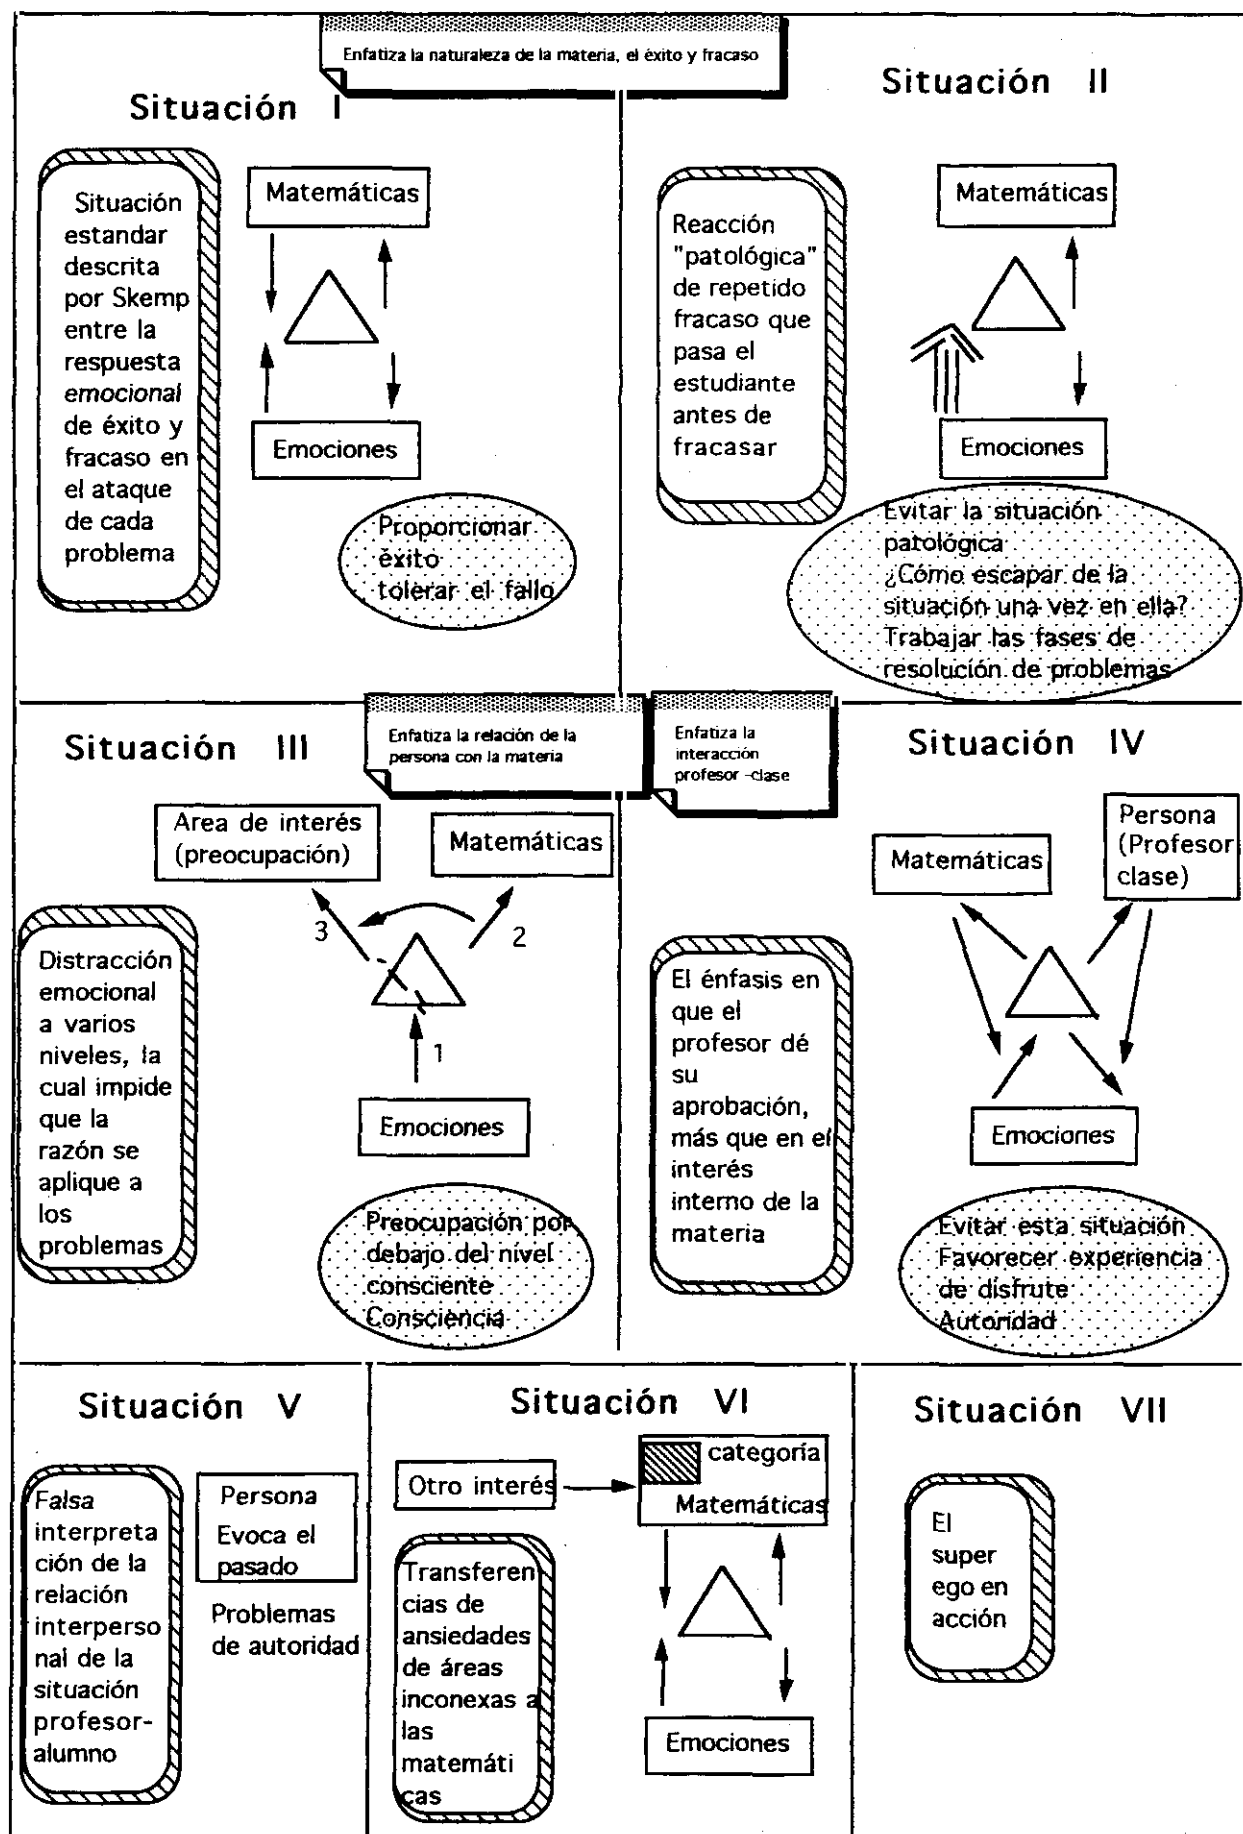 Enfatiza la naturaleza de la materia, el éxito y fracaso
Situación I
Situación
estandar
descrita
por Skemp
entre la
respuesta
emocional
de éxito y
fracaso en
el ataque
de cada
problema
Matemáticas
Emociones
Proporcionar
éxito
tolerar el fallo
Situación II
Reacción
"patológica"
de repetido
fracaso que
pasa el
estudiante
antes de
fracasar
Matemáticas
Emociones
Evitar la situación
patológica
¿Cómo escapar de la
situación una vez en ella?
Trabajar las fases de
resolución de problemas
Situación III
Enfatiza la relación de la
persona con la materia
Area de interés
(preocupación)
Matemáticas
3
2
1
Distracción
emocional
a varios
niveles, la
cual impide
que la
razón se
aplique a
los
problemas
Emociones
Preocupación por
debajo del nivel
consciente
Consciencia
Enfatiza la
interacción
profesor -clase
Situación IV
Matemáticas
Persona
(Profesor
clase)
El énfasis en
que el
profesor dé
su
aprobación,
más que en el
interés
interno de la
materia
Emociones
Evitar esta situación
Favorecer experiencia
de disfrute
Autoridad
Situación V
Falsa
interpreta
ción de la
relación
interperso
nal de la
situación
profesor-
alumno
Persona
Evoca el
pasado
Problemas
de autoridad
Situación VI
Otro interés
categoría
Matemáticas
Transferen
cias de
ansiedades
de áreas
inconexas a
las
matemáti
cas
Emociones
Situación VII
El
super
ego en
acción